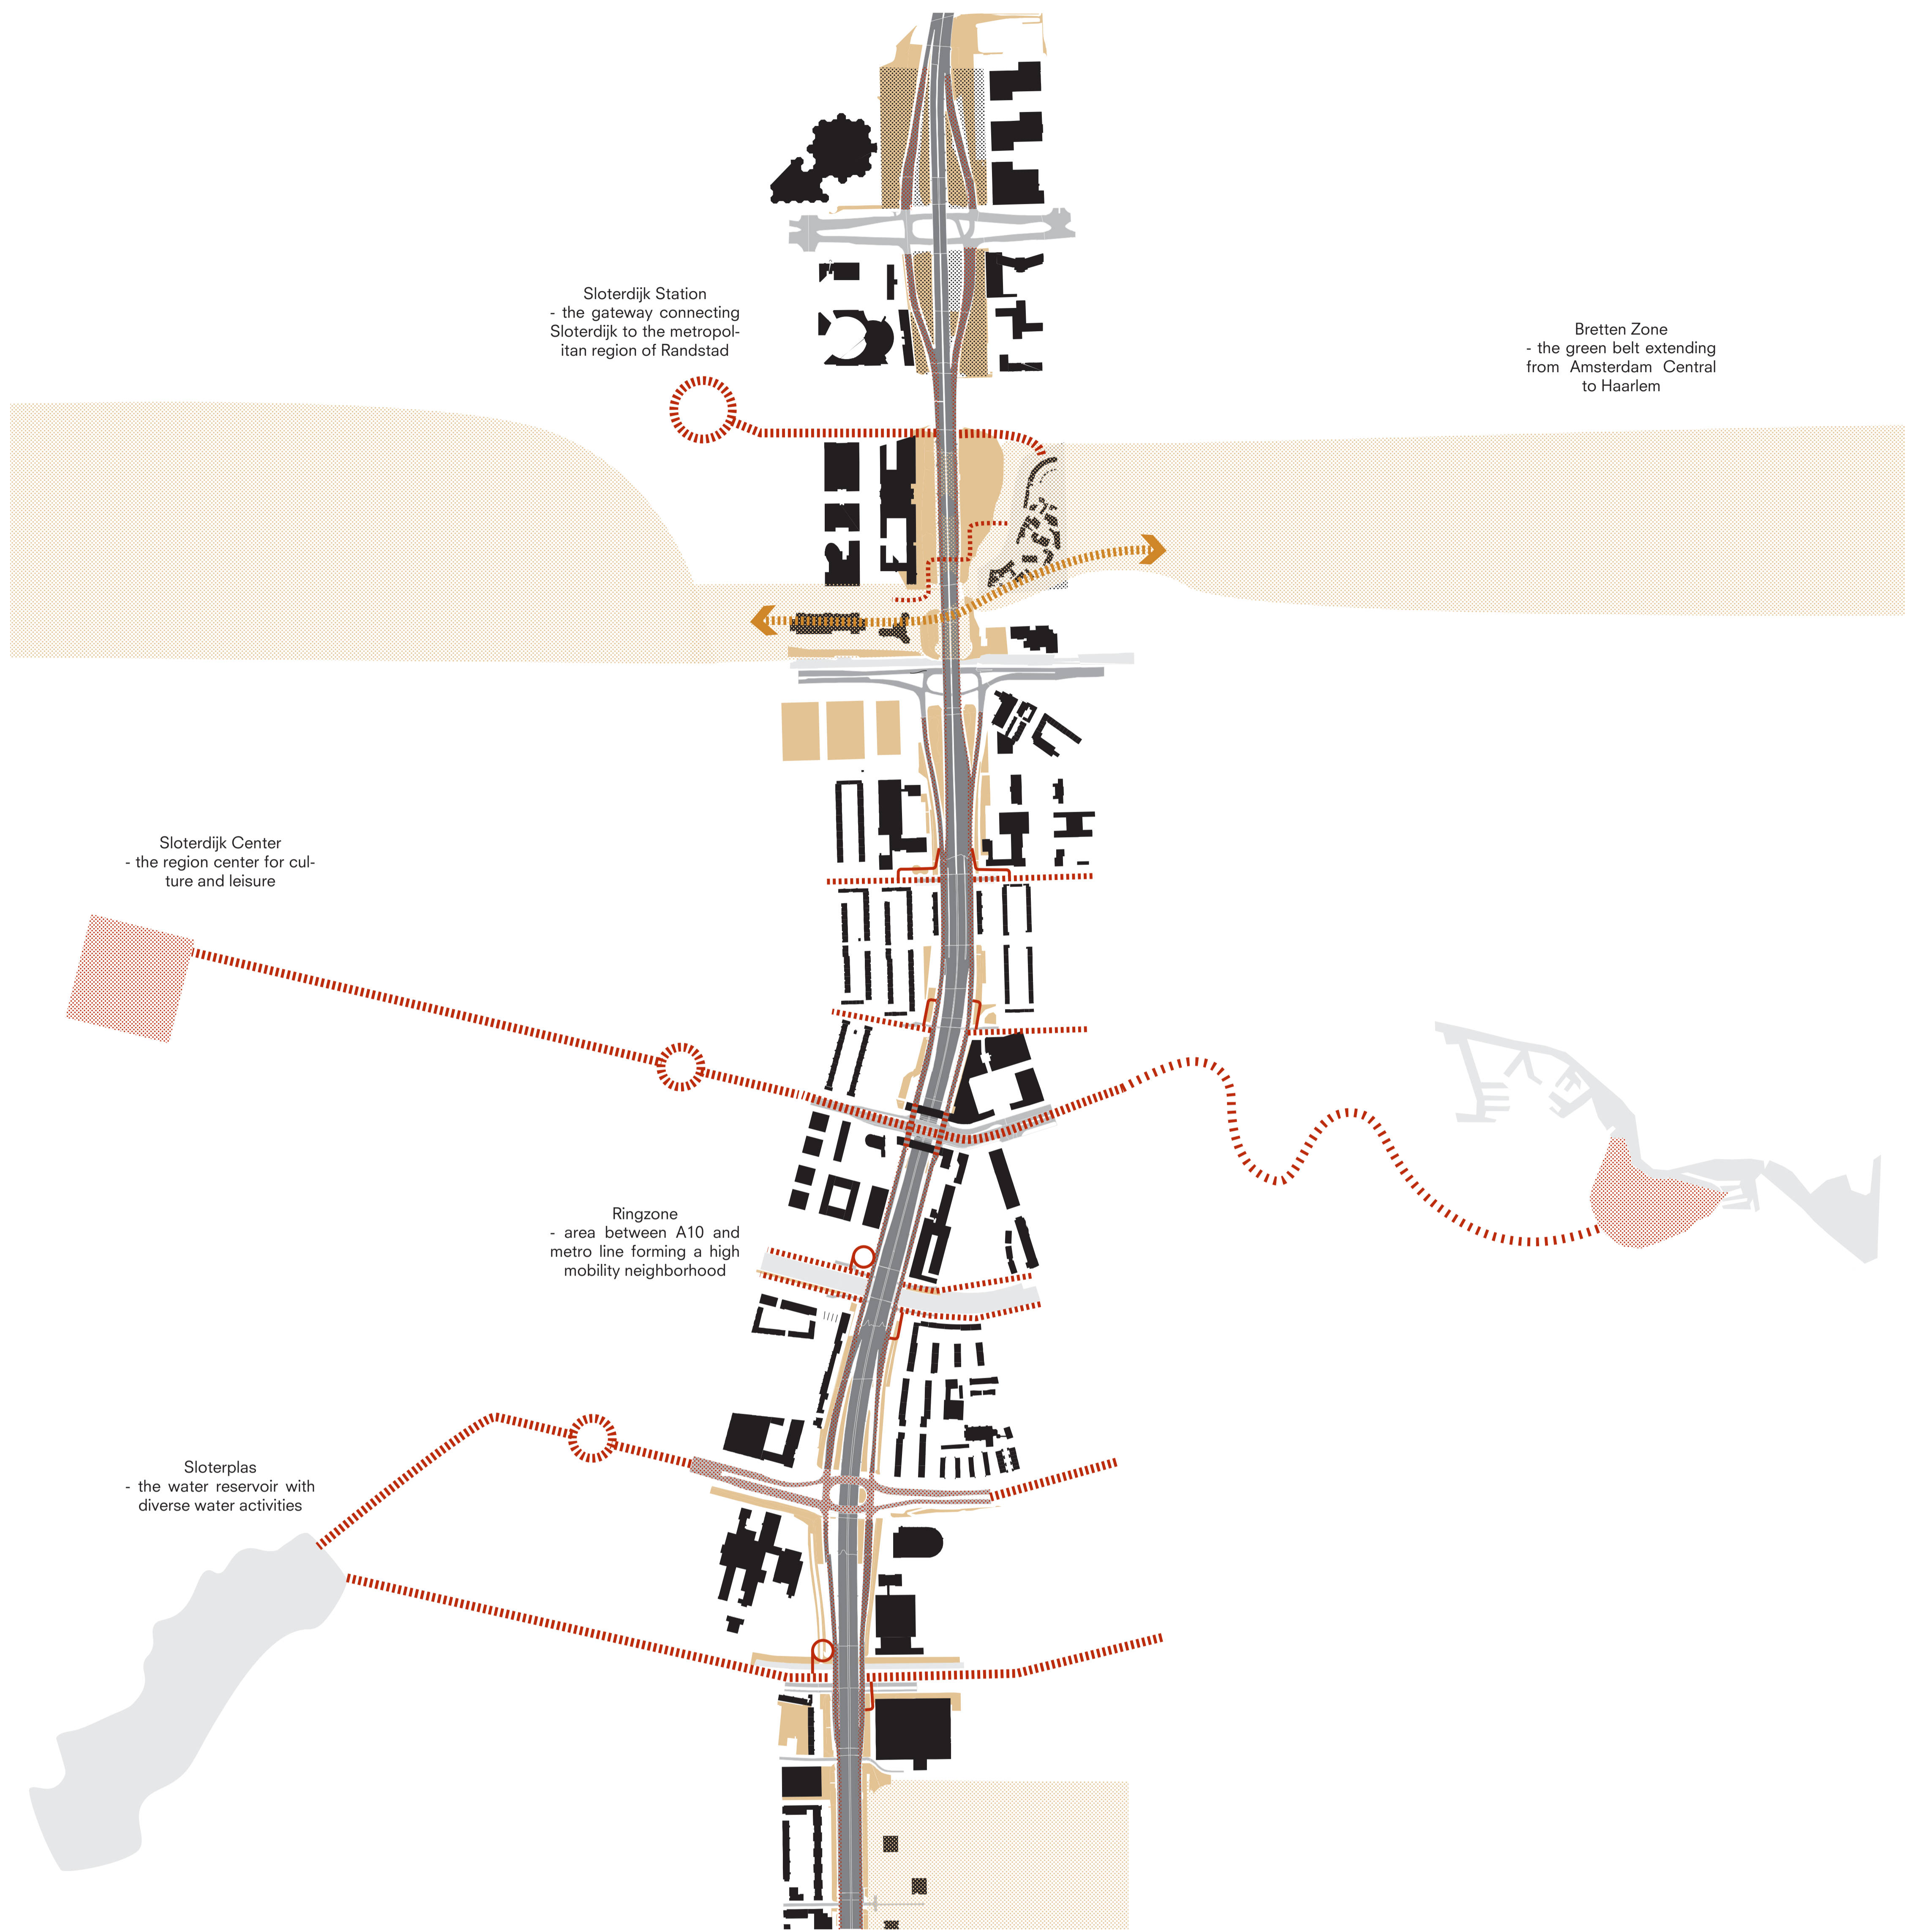 Sloterdijk Station
- the gateway connecting
Sloterdijk to the metropol-
itan region of Randstad
Bretten Zone
- the green belt extending
from Amsterdam Central
to Haarlem
Sloterdijk Center
- the region center for cul-
ture and leisure
Ringzone
- area between A10 and
metro line forming a high
mobility neighborhood
Sloterplas
- the water reservoir with
diverse water activities